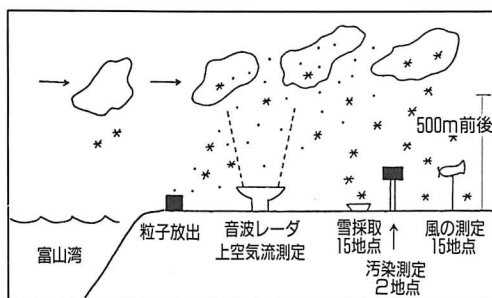 500m前後
富山湾
粒子放出
音波レーダ
上空気流測定
雪採取
15地点
汚染測定
2地点
風の測定
15地点